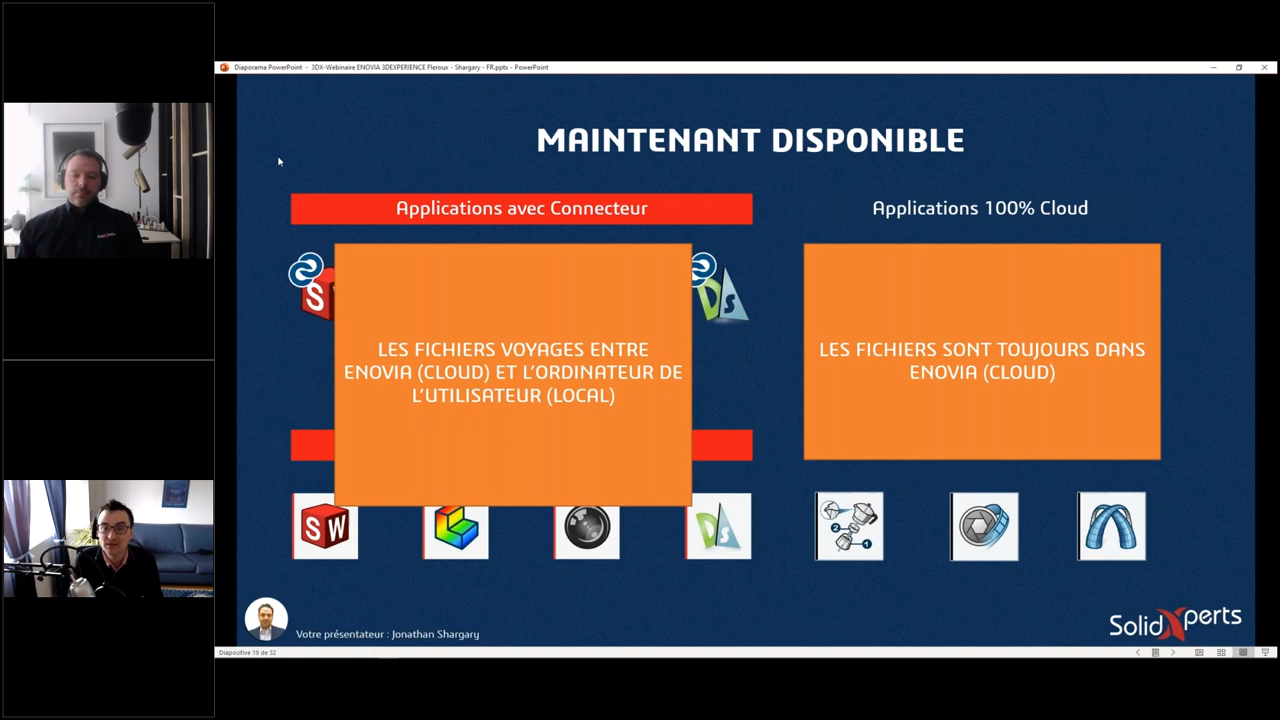 Diaporama PowerPoint - 3DX-Webinaire ENOVIA 3DEXPERIENCE Fleroux - Shargary - FR.pptx - PowerPoint
MAINTENANT DISPONIBLE
Applications avec Connecteur
Applications 100% Cloud
S
DS
LES FICHIERS VOYAGES ENTRE
ENOVIA (CLOUD) ET L'ORDINATEUR DE
L'UTILISATEUR (LOCAL)
LES FICHIERS SONT TOUJOURS DANS
ENOVIA (CLOUD)
SW
DS
2
1
Votre présentateur : Jonathan Shargary
SolidXperts
Diapositive 19 de 32